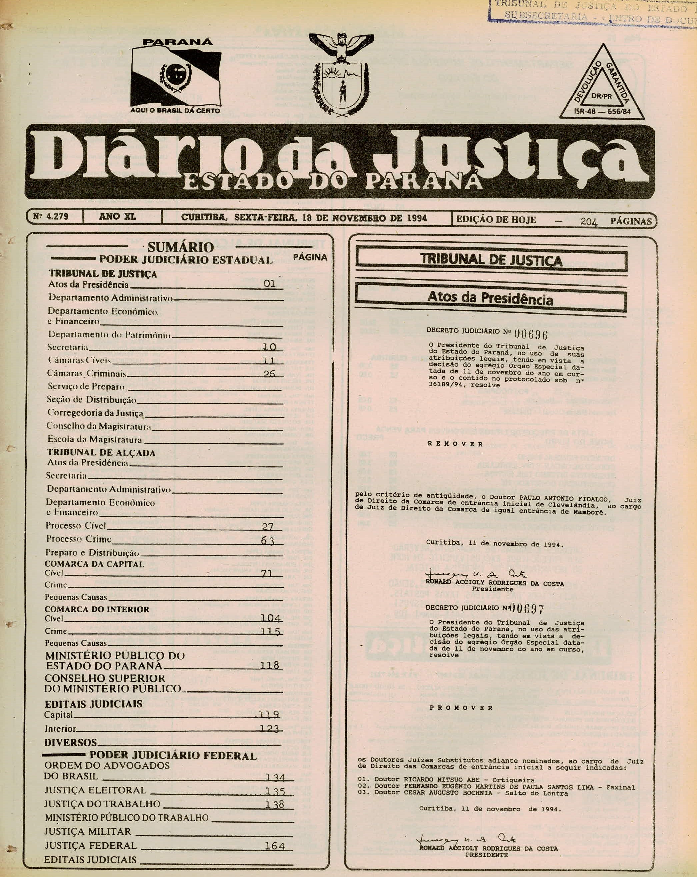 TRIBUNAL DE JUSTIÇA DO ESTADO
SUBSECRETARIA - CENTRO DE DOCU
PARANÁ
AQUI O BRASIL DÁ CERTO
DEVOLUÇÃO GARANTIDA
DR/PR
ISR-48 — 656/84
Diário da Justiça
ESTADO DO PARANÁ
Nº 4.279 ANO XL CURITIBA, SEXTA-FEIRA, 18 DE NOVEMBRO DE 1994 EDIÇÃO DE HOJE — 204 PÁGINAS
SUMÁRIO
PODER JUDICIÁRIO ESTADUAL PÁGINA
TRIBUNAL DE JUSTIÇA
Atos da Presidência 01
Departamento Administrativo
Departamento Econômico
e Financeiro
Departamento do Patrimônio
Secretaria 10
Câmaras Cíveis 11
Câmaras Criminais 26
Serviço de Preparo
Seção de Distribuição
Corregedoria da Justiça
Conselho da Magistratura
Escola da Magistratura
TRIBUNAL DE ALÇADA
Atos da Presidência
Secretaria
Departamento Administrativo
Departamento Econômico
e Financeiro
Processo Cível 27
Processo Crime 63
Preparo e Distribuição
COMARCA DA CAPITAL
Cível 71
Crime
Pequenas Causas
COMARCA DO INTERIOR
Cível 104
Crime 115
Pequenas Causas
MINISTÉRIO PÚBLICO DO
ESTADO DO PARANÁ 118
CONSELHO SUPERIOR
DO MINISTÉRIO PÚBLICO
EDITAIS JUDICIAIS
Capital 119
Interior 123
DIVERSOS
PODER JUDICIÁRIO FEDERAL
ORDEM DO ADVOGADOS
DO BRASIL 134
JUSTIÇA ELEITORAL 135
JUSTIÇA DO TRABALHO 138
MINISTÉRIO PÚBLICO DO TRABALHO
JUSTIÇA MILITAR
JUSTIÇA FEDERAL 164
EDITAIS JUDICIAIS
TRIBUNAL DE JUSTIÇA
Atos da Presidência
DECRETO JUDICIÁRIO Nº 00696
O Presidente do Tribunal de Justiça
do Estado do Paraná, no uso de suas
atribuições legais, tendo em vista a
decisão do egrégio Órgão Especial da-
tada de 11 de novembro do ano em cur-
so e o contido no protocolado sob nº
36189/94, resolve
R E M O V E R
pelo critério de antigüidade, o Doutor PAULO ANTONIO FIDALGO, Juiz
de Direito da Comarca de entrância inicial de Clevelândia, ao cargo
de Juiz de Direito da Comarca de igual entrância de Mamborê.
Curitiba, 11 de novembro de 1994.
RONALD ACCIOLY RODRIGUES DA COSTA
Presidente
DECRETO JUDICIÁRIO Nº 00697
O Presidente do Tribunal de Justiça
do Estado do Paraná, no uso das atri-
buições legais, tendo em vista a de-
cisão do egrégio Órgão Especial data-
da de 11 de novembro do ano em curso,
resolve
P R O M O V E R
os Doutores Juízes Substitutos adiante nominados, ao cargo de Juiz
de Direito das Comarcas de entrância inicial a seguir indicadas:
01. Doutor RICARDO MITSUO ABE - Ortigueira
02. Doutor FERNANDO EUGÊNIO MARTINS DE PAULA SANTOS LIMA - Faxinal
03. Doutor CESAR AUGUSTO BOCHNIA - Salto do Lontra
Curitiba, 11 de novembro de 1994.
RONALD ACCIOLY RODRIGUES DA COSTA
PRESIDENTE